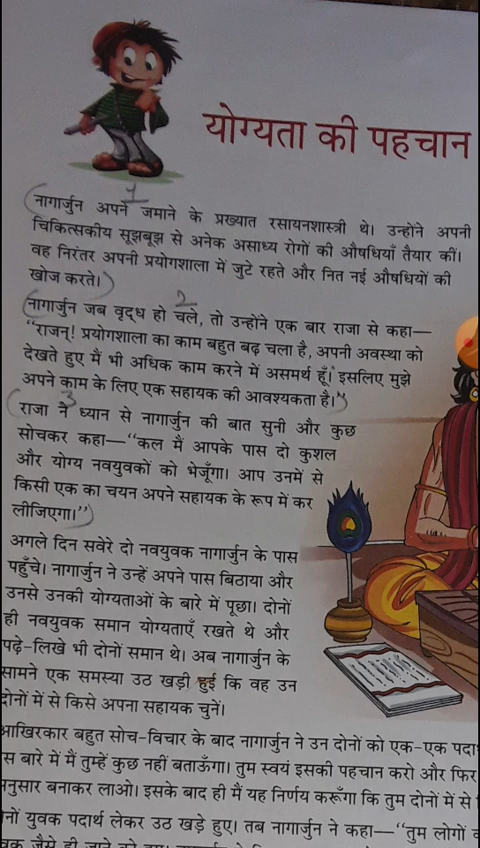 योग्यता की पहचान
1
नागार्जुन अपने जमाने के प्रख्यात रसायनशास्त्री थे। उन्होंने अपनी
चिकित्सकीय सूझबूझ से अनेक असाध्य रोगों की औषधियाँ तैयार कीं।
वह निरंतर अपनी प्रयोगशाला में जुटे रहते और नित नई औषधियों की
खोज करते।
2
नागार्जुन जब वृद्ध हो चले, तो उन्होंने एक बार राजा से कहा—
“राजन्! प्रयोगशाला का काम बहुत बढ़ चला है, अपनी अवस्था को
देखते हुए मैं भी अधिक काम करने में असमर्थ हूँ। इसलिए मुझे
अपने काम के लिए एक सहायक की आवश्यकता है।”
3
राजा ने ध्यान से नागार्जुन की बात सुनी और कुछ
सोचकर कहा—“कल मैं आपके पास दो कुशल
और योग्य नवयुवकों को भेजूँगा। आप उनमें से
किसी एक का चयन अपने सहायक के रूप में कर
लीजिएगा।”
अगले दिन सवेरे दो नवयुवक नागार्जुन के पास
पहुँचे। नागार्जुन ने उन्हें अपने पास बिठाया और
उनसे उनकी योग्यताओं के बारे में पूछा। दोनों
ही नवयुवक समान योग्यताएँ रखते थे और
पढ़े-लिखे भी दोनों समान थे। अब नागार्जुन के
सामने एक समस्या उठ खड़ी हुई कि वह उन
दोनों में से किसे अपना सहायक चुनें।
आखिरकार बहुत सोच-विचार के बाद नागार्जुन ने उन दोनों को एक-एक
बारे में मैं तुम्हें कुछ नहीं बताऊँगा। तुम स्वयं इसकी पहचान करो और फिर
बनाकर लाओ। इसके बाद ही मैं यह निर्णय करूँगा कि तुम दोनों में से
युवक पदार्थ लेकर उठ खड़े हुए। तब नागार्जुन ने कहा—“तुम लोगों